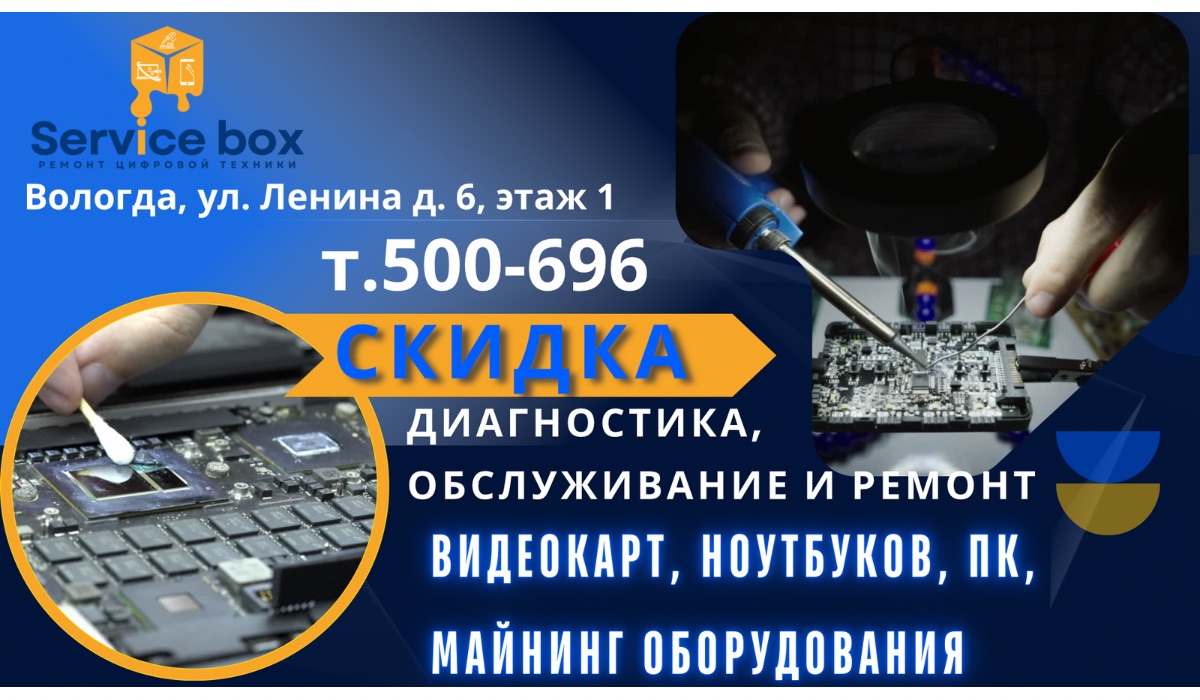 Service box
РЕМОНТ ЦИФРОВОЙ ТЕХНИКИ
Вологда, ул. Ленина д. 6, этаж 1
т.500-696
СКИДКА
ДИАГНОСТИКА,
ОБСЛУЖИВАНИЕ И РЕМОНТ
ВИДЕОКАРТ, НОУТБУКОВ, ПК,
МАЙНИНГ ОБОРУДОВАНИЯ